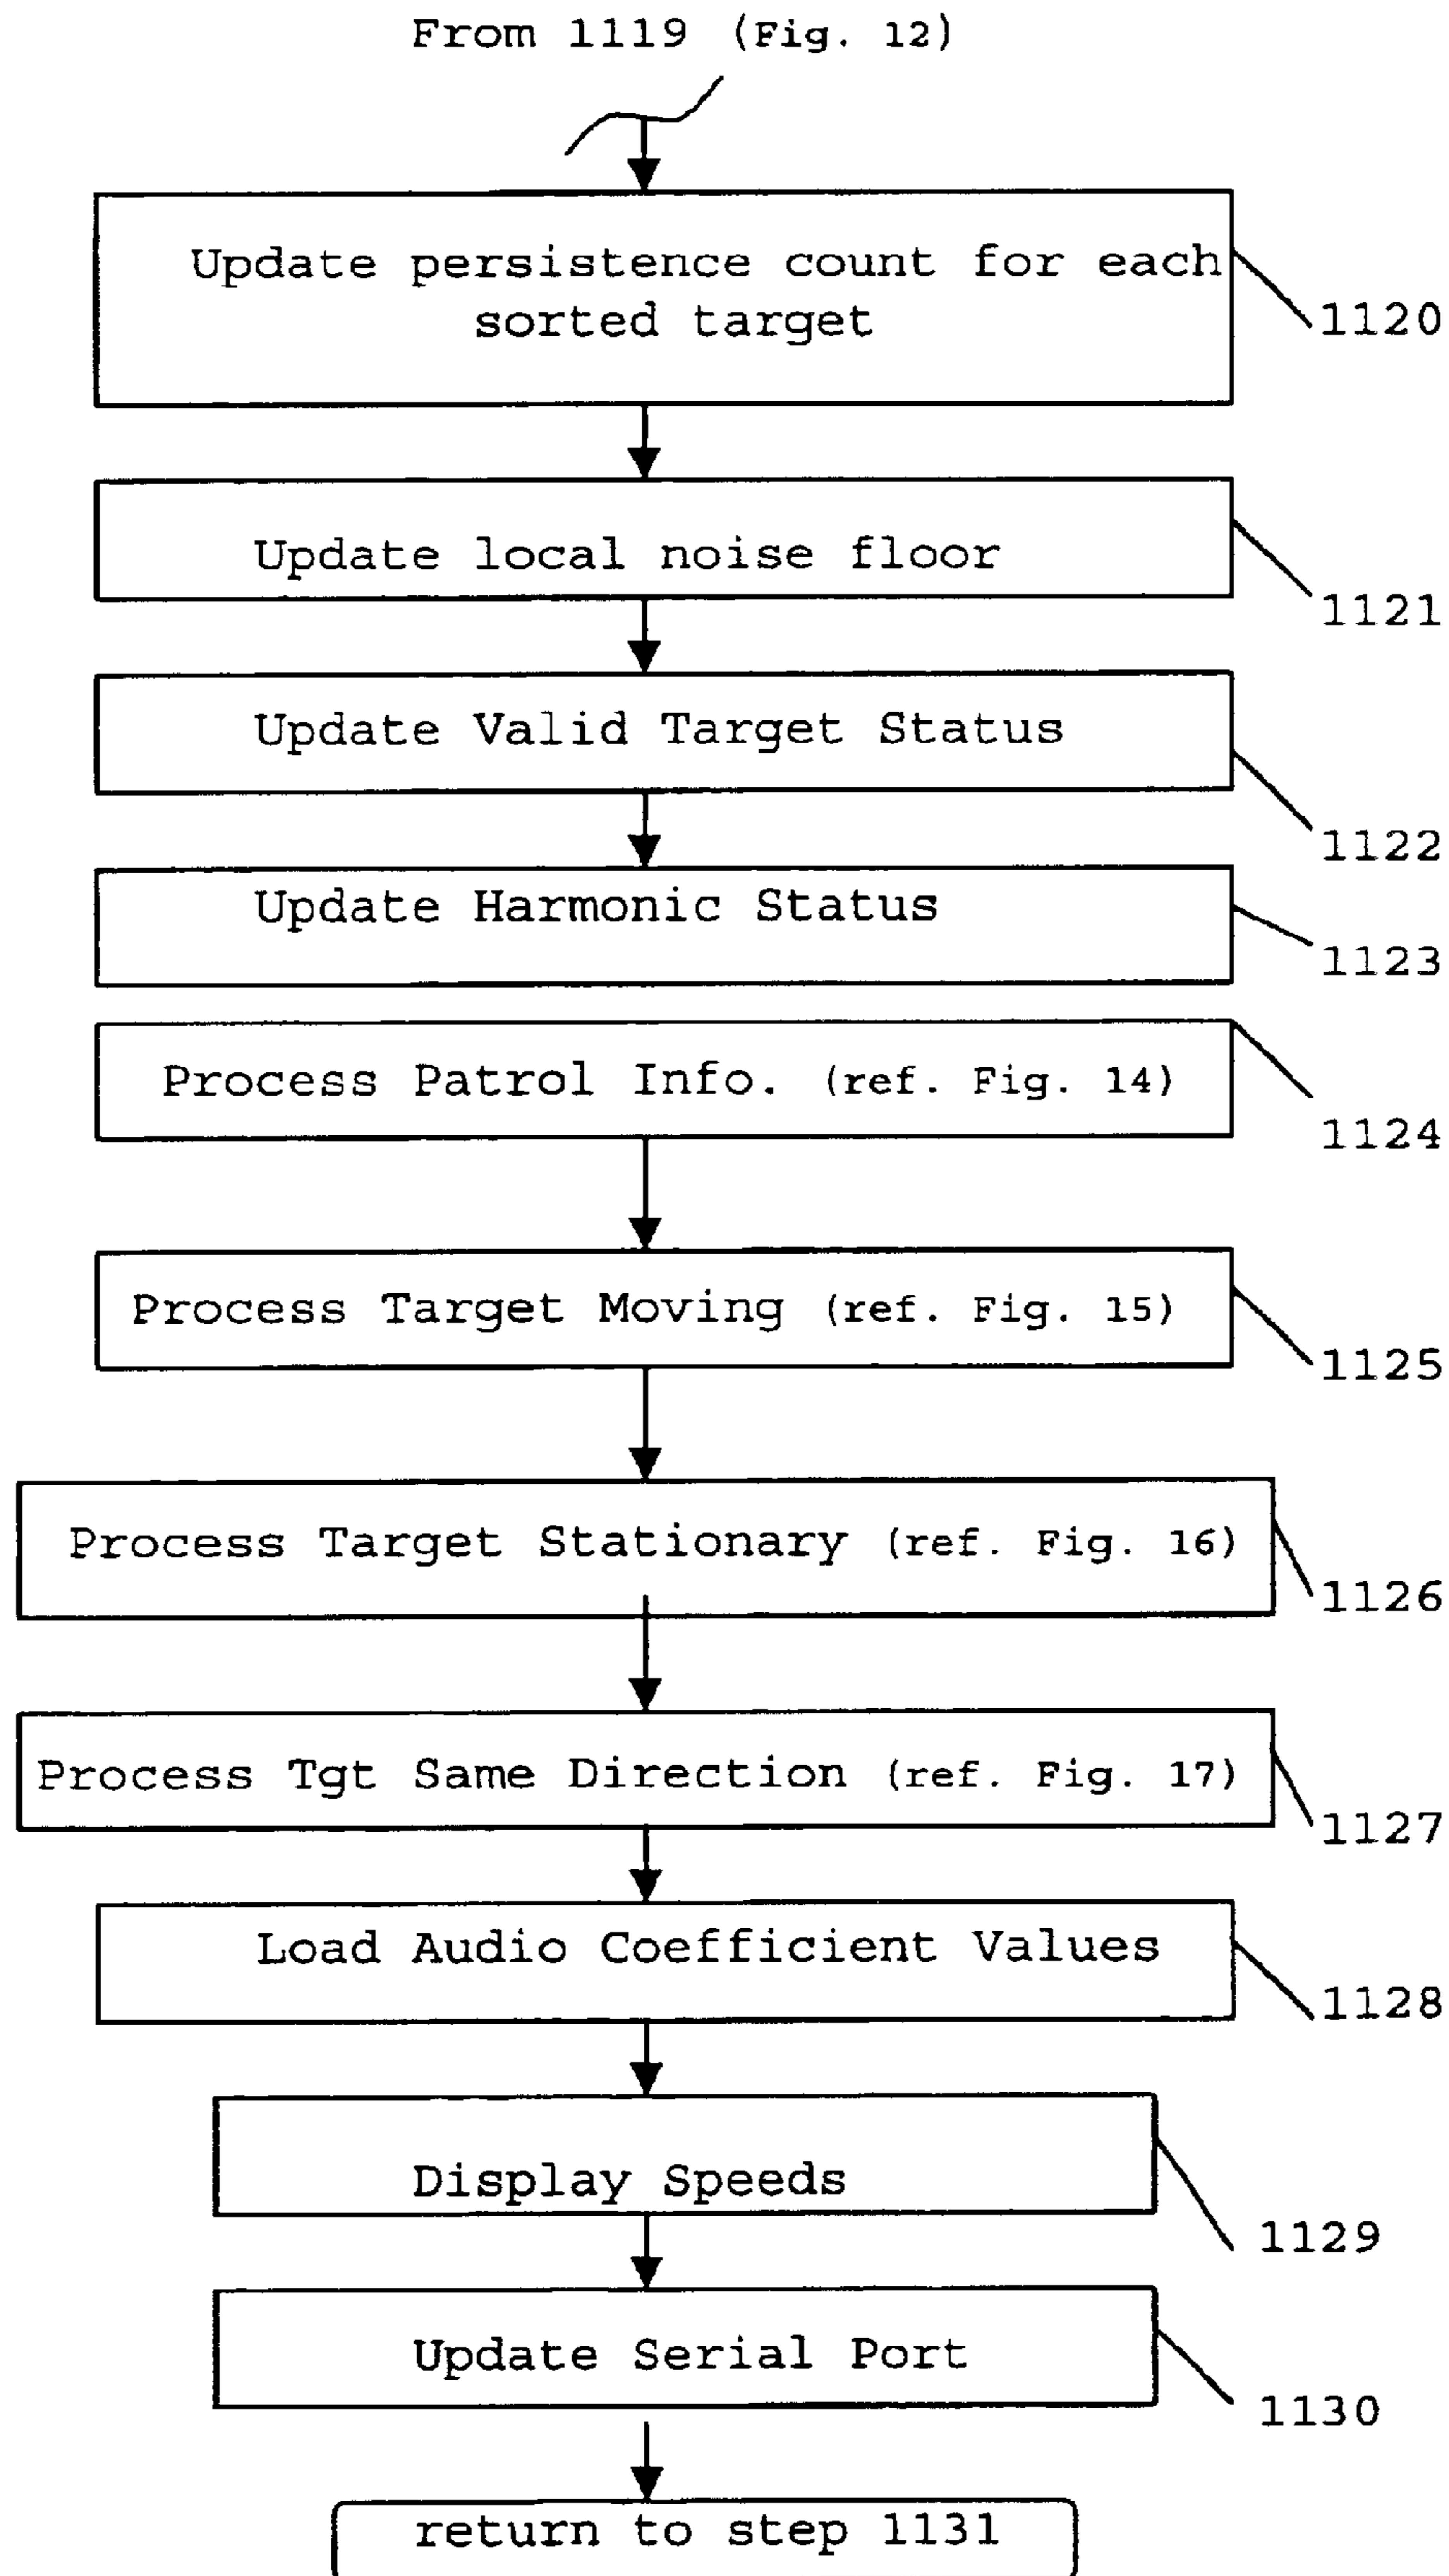 From 1119 (Fig. 12)
Update persistence count for each
sorted target
1120
Update local noise floor
1121
Update Valid Target Status
1122
Update Harmonic Status
1123
Process Patrol Info. (ref. Fig. 14)
1124
Process Target Moving (ref. Fig. 15)
1125
Process Target Stationary (ref. Fig. 16)
1126
Process Tgt Same Direction (ref. Fig. 17)
1127
Load Audio Coefficient Values
1128
Display Speeds
1129
Update Serial Port
1130
return to step 1131